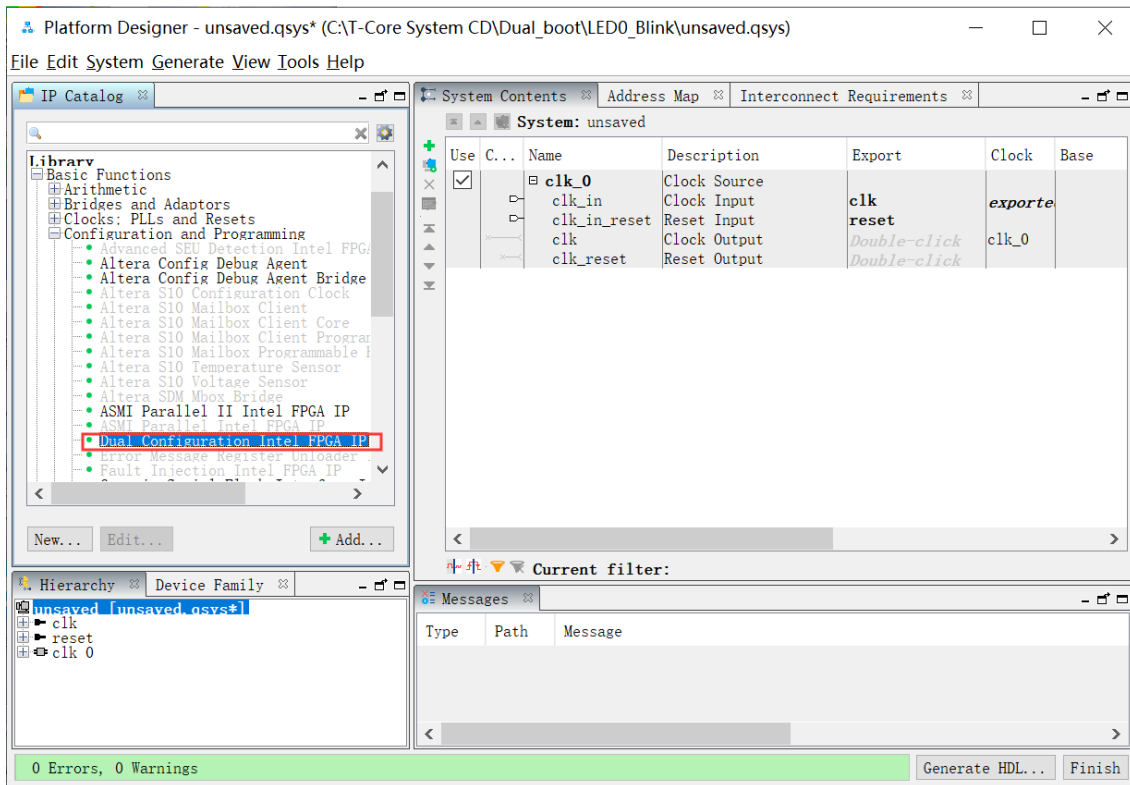 Platform Designer - unsaved.qsys* (C:\T-Core System CD\Dual_boot\LED0_Blink\unsaved.qsys)
File Edit System Generate View Tools Help
IP Catalog
Library
Basic Functions
Arithmetic
Bridges and Adaptors
Clocks; PLLs and Resets
Configuration and Programming
Advanced SEU Detection Intel FPGA
Altera Config Debug Agent
Altera Config Debug Agent Bridge
Altera S10 Configuration Clock
Altera S10 Mailbox Client
Altera S10 Mailbox Client Core
Altera S10 Mailbox Client Program
Altera S10 Mailbox Programmable
Altera S10 Temperature Sensor
Altera S10 Voltage Sensor
Altera SDM Mbox Bridge
ASMI Parallel II Intel FPGA IP
ASMI Parallel Intel FPGA IP
Dual Configuration Intel FPGA IP
Error Message Register Unloader
Fault Injection Intel FPGA IP
New... Edit... Add...
System Contents Address Map Interconnect Requirements
System: unsaved
Use C... Name Description Export Clock Base
clk_0 Clock Source
clk_in Clock Input clk exporte
clk_in_reset Reset Input reset
clk Clock Output Double-click clk_0
clk_reset Reset Output Double-click
Current filter:
Hierarchy Device Family
unsaved [unsaved.qsys*]
clk
reset
clk_0
Messages
Type Path Message
0 Errors, 0 Warnings
Generate HDL... Finish